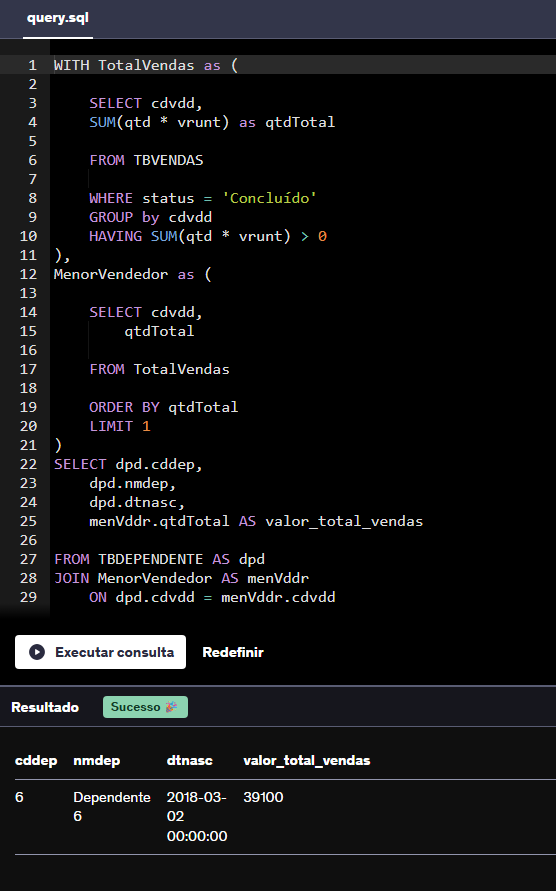 query.sql
1 WITH TotalVendas as (
2
3 SELECT cdvdd,
4 SUM(qtd * vrunt) as qtdTotal
5
6 FROM TBVENDAS
7
8 WHERE status = 'Concluído'
9 GROUP by cdvdd
10 HAVING SUM(qtd * vrunt) > 0
11 ),
12 MenorVendedor as (
13
14 SELECT cdvdd,
15 qtdTotal
16
17 FROM TotalVendas
18
19 ORDER BY qtdTotal
20 LIMIT 1
21 )
22 SELECT dpd.cddep,
23 dpd.nmdep,
24 dpd.dtnasc,
25 menVddr.qtdTotal AS valor_total_vendas
26
27 FROM TBDEPENDENTE AS dpd
28 JOIN MenorVendedor AS menVddr
29 ON dpd.cdvdd = menVddr.cdvdd
Executar consulta Redefinir
Resultado Sucesso 🎉
cddep nmdep dtnasc valor_total_vendas
6 Dependente 2018-03- 39100
6 02
00:00:00